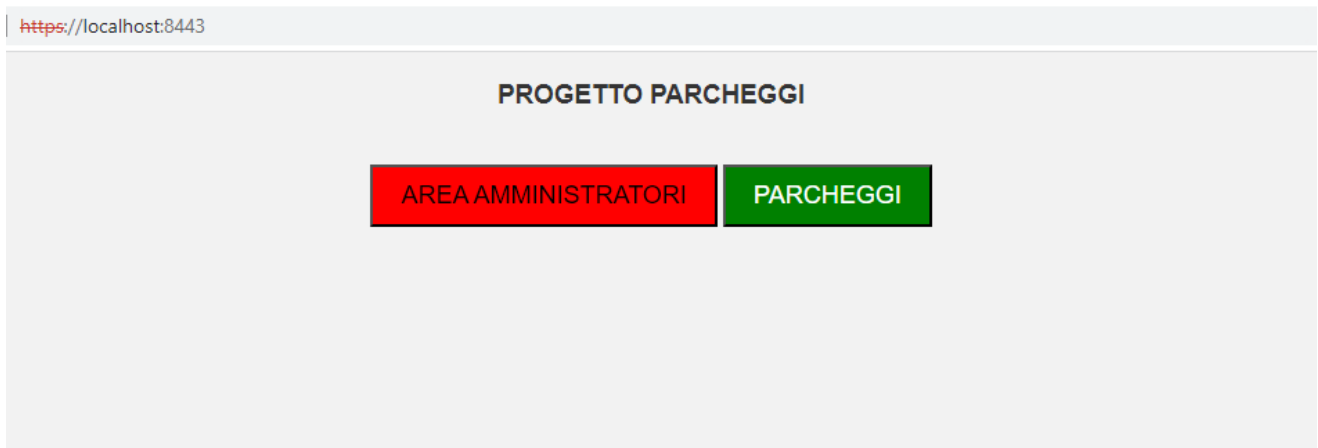 https://localhost:8443
PROGETTO PARCHEGGI
AREA AMMINISTRATORI PARCHEGGI